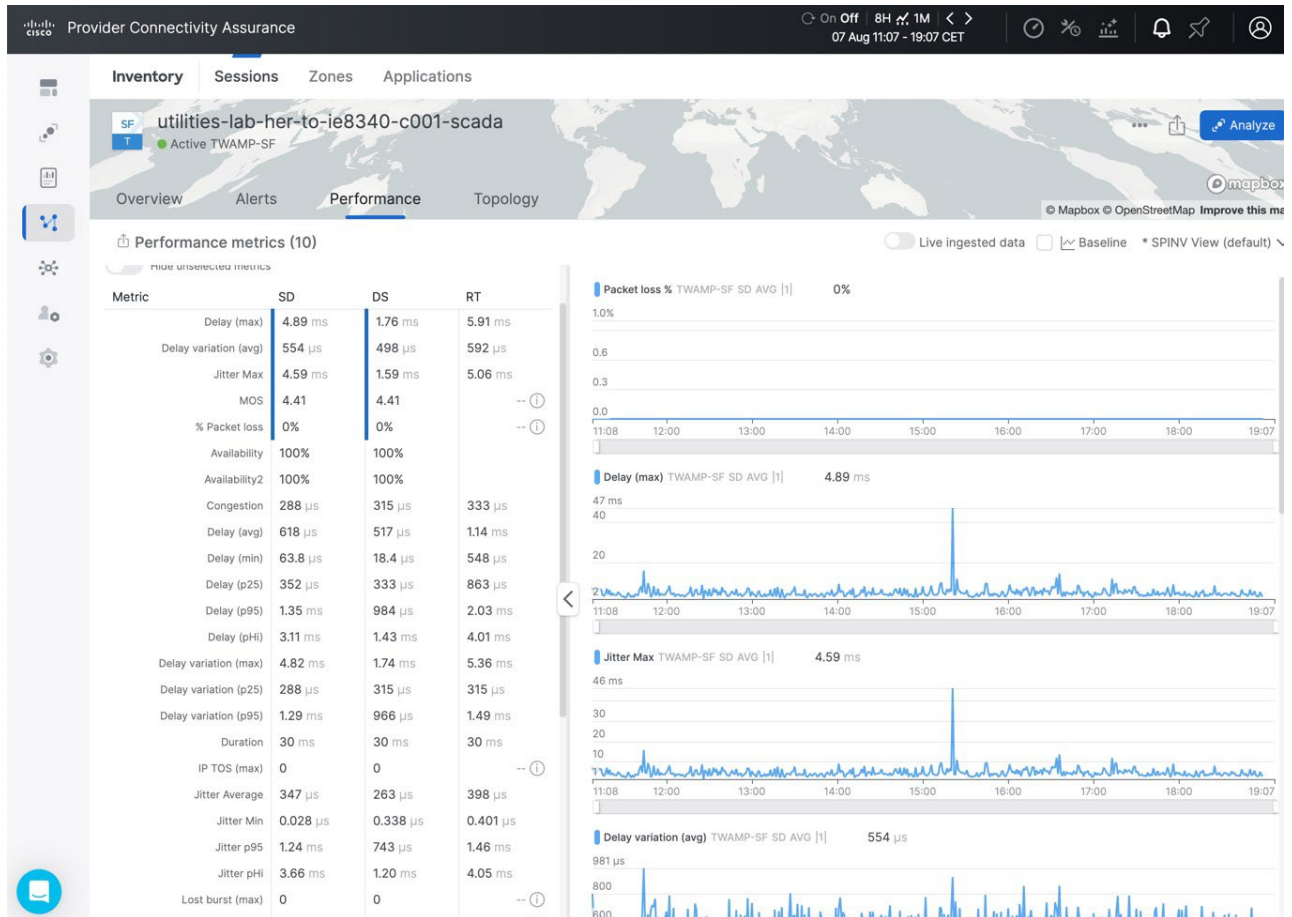 cisco Provider Connectivity Assurance
On Off 8H 1M < >
07 Aug 11:07 - 19:07 CET
Inventory Sessions Zones Applications
SF
T
utilities-lab-her-to-ie8340-c001-scada
Active TWAMP-SF
Analyze
Overview Alerts Performance Topology
mapbox
© Mapbox © OpenStreetMap Improve this ma
Performance metrics (10)
Live ingested data Baseline * SPINV View (default)
Hide unselected metrics
Metric SD DS RT
Delay (max) 4.89 ms 1.76 ms 5.91 ms
Delay variation (avg) 554 µs 498 µs 592 µs
Jitter Max 4.59 ms 1.59 ms 5.06 ms
MOS 4.41 4.41 --
% Packet loss 0% 0% --
Availability 100% 100%
Availability2 100% 100%
Congestion 288 µs 315 µs 333 µs
Delay (avg) 618 µs 517 µs 1.14 ms
Delay (min) 63.8 µs 18.4 µs 548 µs
Delay (p25) 352 µs 333 µs 863 µs
Delay (p95) 1.35 ms 984 µs 2.03 ms
Delay (pHi) 3.11 ms 1.43 ms 4.01 ms
Delay variation (max) 4.82 ms 1.74 ms 5.36 ms
Delay variation (p25) 288 µs 315 µs 315 µs
Delay variation (p95) 1.29 ms 966 µs 1.49 ms
Duration 30 ms 30 ms 30 ms
IP TOS (max) 0 0 --
Jitter Average 347 µs 263 µs 398 µs
Jitter Min 0.028 µs 0.338 µs 0.401 µs
Jitter p95 1.24 ms 743 µs 1.46 ms
Jitter pHi 3.66 ms 1.20 ms 4.05 ms
Lost burst (max) 0 0 --
Packet loss % TWAMP-SF SD AVG |1| 0%
1.0%
0.6
0.3
0.0
11:08 12:00 13:00 14:00 15:00 16:00 17:00 18:00 19:07
Delay (max) TWAMP-SF SD AVG |1| 4.89 ms
47 ms
40
20
2
11:08 12:00 13:00 14:00 15:00 16:00 17:00 18:00 19:07
Jitter Max TWAMP-SF SD AVG |1| 4.59 ms
46 ms
30
20
10
1
11:08 12:00 13:00 14:00 15:00 16:00 17:00 18:00 19:07
Delay variation (avg) TWAMP-SF SD AVG |1| 554 µs
981 µs
800
600